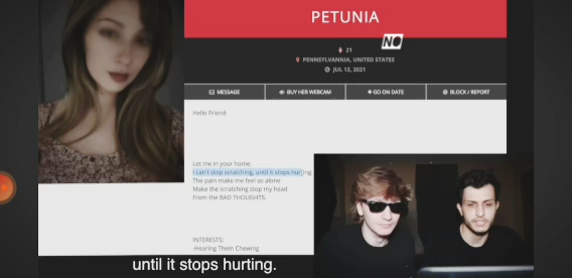 PETUNIA
NO
21
PENNSYLVANNIA, UNITED STATES
JUL 12, 2021
MESSAGE
BUY HER WEBCAM
GO ON DATE
BLOCK / REPORT
Hello Friend
Let me in your home
I can't stop scratching, until it stops hurting
The pain make me feel so alone
Make the scratching stop my head
From the BAD THOUGHTS.
INTERESTS:
-Hearing Them Chewing
until it stops hurting.